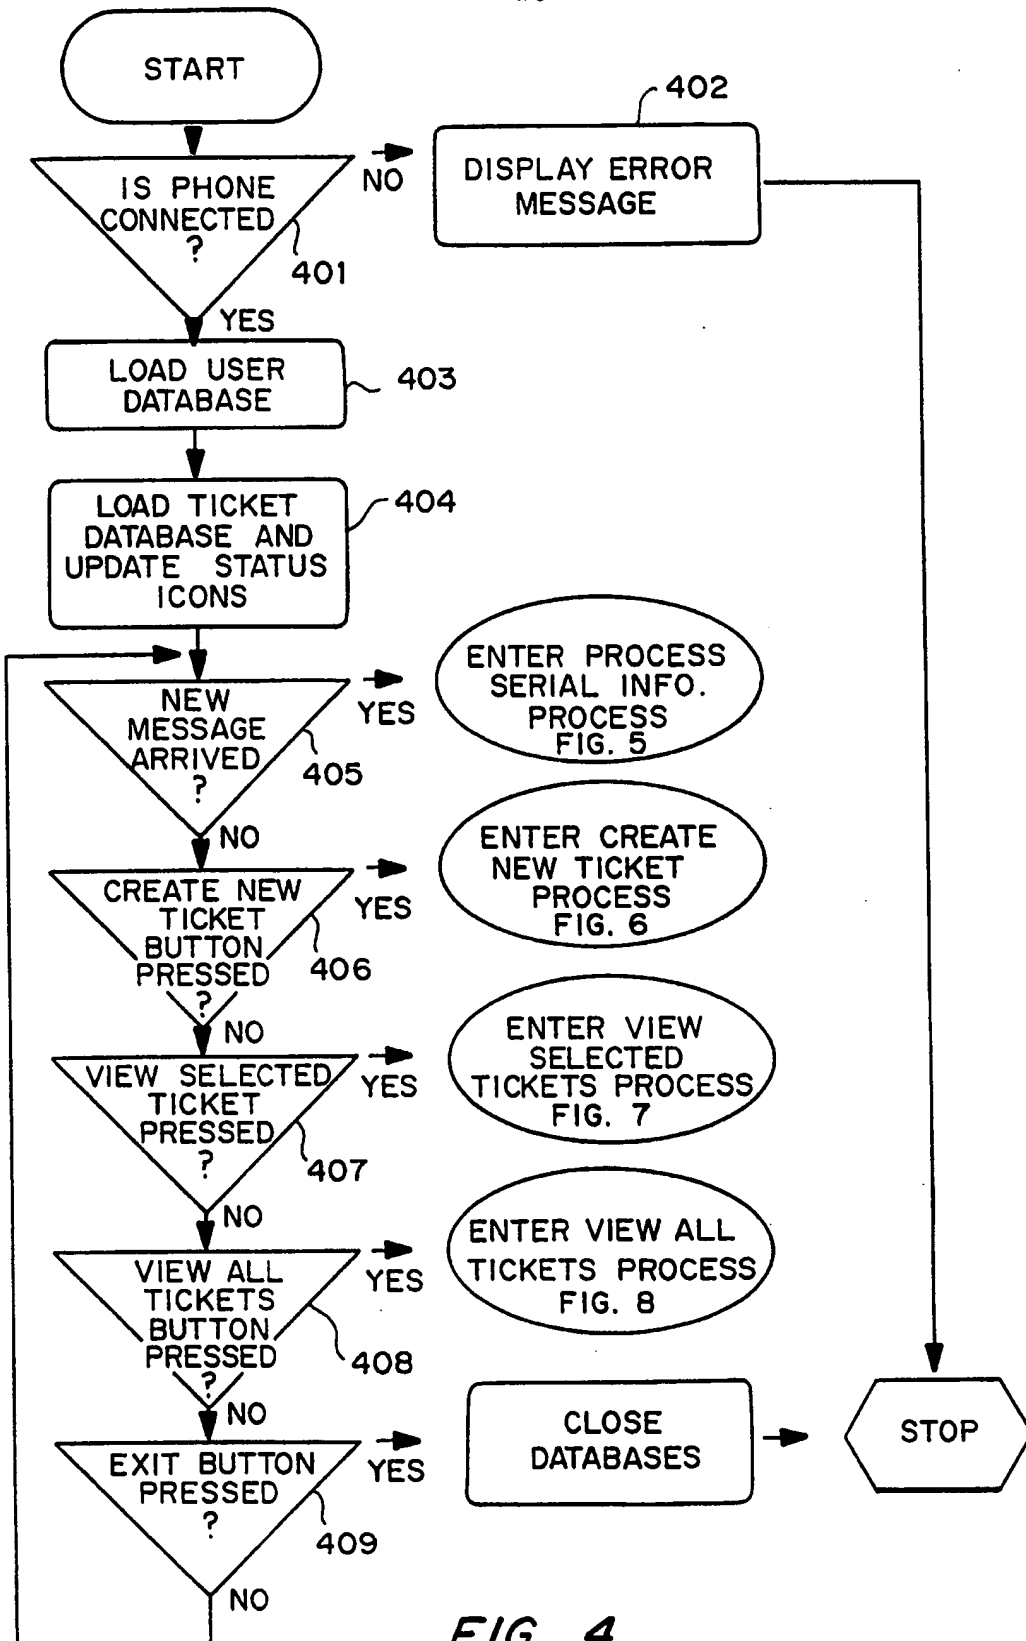 START
402
DISPLAY ERROR
MESSAGE
NO
IS PHONE
CONNECTED
?
401
YES
LOAD USER
DATABASE
403
LOAD TICKET
DATABASE AND
UPDATE STATUS
ICONS
404
NEW
MESSAGE
ARRIVED
?
405
YES
ENTER PROCESS
SERIAL INFO.
PROCESS
FIG. 5
NO
CREATE NEW
TICKET
BUTTON
PRESSED
?
406
YES
ENTER CREATE
NEW TICKET
PROCESS
FIG. 6
NO
VIEW SELECTED
TICKET
PRESSED
?
407
YES
ENTER VIEW
SELECTED
TICKETS PROCESS
FIG. 7
NO
VIEW ALL
TICKETS
BUTTON
PRESSED
?
408
YES
ENTER VIEW ALL
TICKETS PROCESS
FIG. 8
NO
EXIT BUTTON
PRESSED
?
409
YES
CLOSE
DATABASES
STOP
NO
FIG. 4